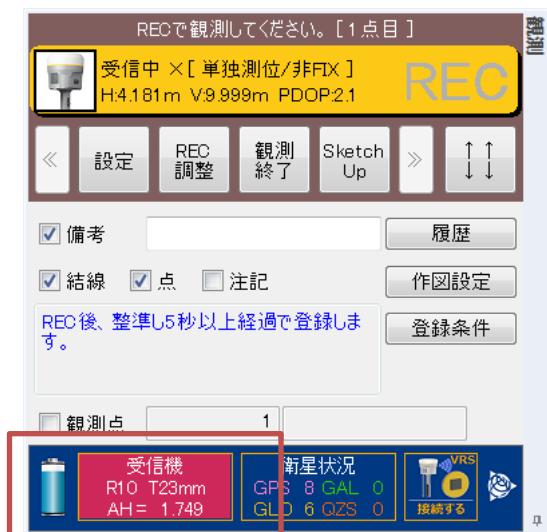 RECで観測してください。[1点目]
観測
受信中 ×[ 単独測位/非FIX ]
H:4.181m V:9.999m PDOP:2.1
REC
«
設定
REC
調整
観測
終了
Sketch
Up
»
↑↑
↓↓
備考
履歴
結線 点 注記
作図設定
REC後、整準し5秒以上経過で登録しま
す。
登録条件
観測点 1
受信機
R10 T23mm
AH= 1.749
衛星状況
GPS 8 GAL 0
GLO 6 QZS 0
VRS
接続する